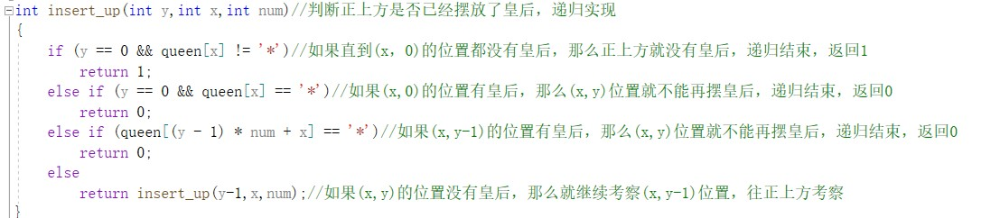 int insert_up(int y,int x,int num)//判断正上方是否已经摆放了皇后，递归实现
{
if (y == 0 && queen[x] != '*')//如果直到(x，0)的位置都没有皇后，那么正上方就没有皇后，递归结束，返回1
return 1;
else if (y == 0 && queen[x] == '*')//如果(x,0)的位置有皇后，那么(x,y)位置就不能再摆皇后，递归结束，返回0
return 0;
else if (queen[(y - 1) * num + x] == '*')//如果(x,y-1)的位置有皇后，那么(x,y)位置就不能再摆皇后，递归结束，返回0
return 0;
else
return insert_up(y-1,x,num);//如果(x,y)的位置没有皇后，那么就继续考察(x,y-1)位置，往正上方考察
}